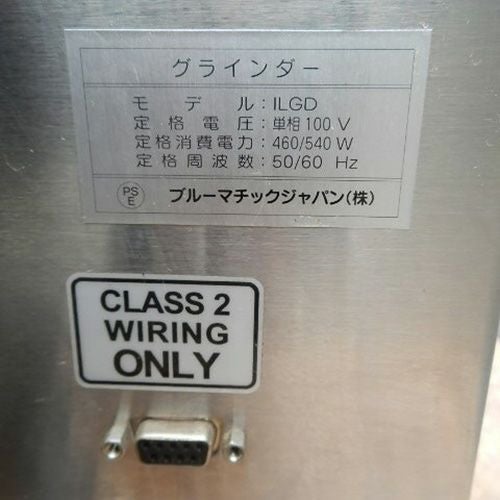 グラインダー
モデル:ILGD
定格電圧:単相100V
定格消費電力:460/540W
定格周波数:50/60 Hz
PS
E
ブルーマチックジャパン(株)
CLASS 2
WIRING
ONLY